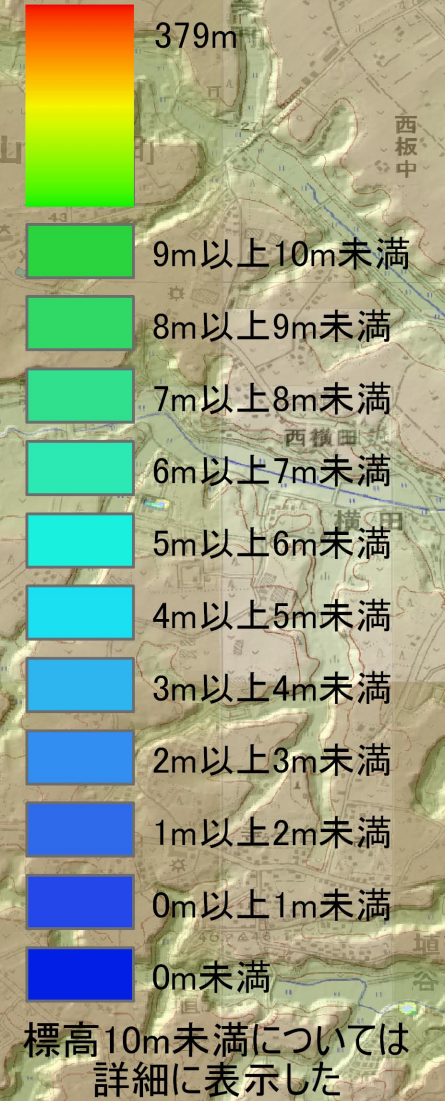 379m
西板中
山
町
43
9m以上10m未満
8m以上9m未満
7m以上8m未満
西横田
6m以上7m未満
横田
5m以上6m未満
4m以上5m未満
3m以上4m未満
2m以上3m未満
1m以上2m未満
0m以上1m未満
埴谷
0m未満
標高10m未満については
詳細に表示した